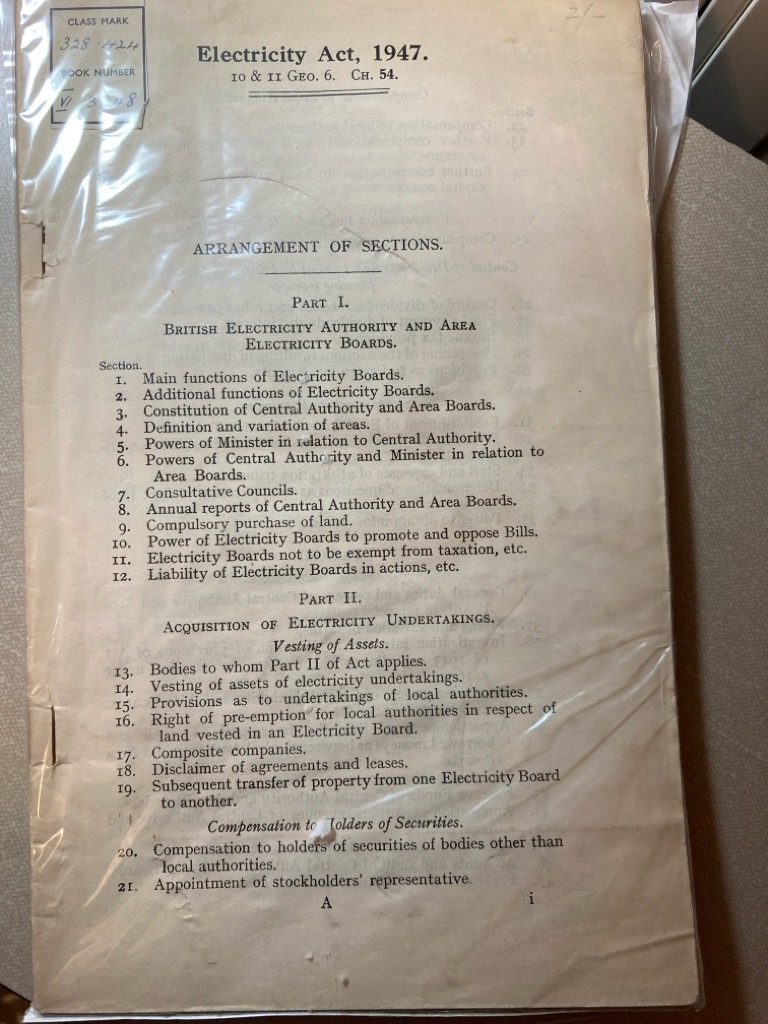 2/-
CLASS MARK
328.424
BOOK NUMBER
VI 5 48
Electricity Act, 1947.
10 & 11 GEO. 6. CH. 54.
ARRANGEMENT OF SECTIONS.
PART I.
BRITISH ELECTRICITY AUTHORITY AND AREA
ELECTRICITY BOARDS.
Section.
1. Main functions of Electricity Boards.
2. Additional functions of Electricity Boards.
3. Constitution of Central Authority and Area Boards.
4. Definition and variation of areas.
5. Powers of Minister in relation to Central Authority.
6. Powers of Central Authority and Minister in relation to
Area Boards.
7. Consultative Councils.
8. Annual reports of Central Authority and Area Boards.
9. Compulsory purchase of land.
10. Power of Electricity Boards to promote and oppose Bills.
11. Electricity Boards not to be exempt from taxation, etc.
12. Liability of Electricity Boards in actions, etc.
PART II.
ACQUISITION OF ELECTRICITY UNDERTAKINGS.
Vesting of Assets.
13. Bodies to whom Part II of Act applies.
14. Vesting of assets of electricity undertakings.
15. Provisions as to undertakings of local authorities.
16. Right of pre-emption for local authorities in respect of
land vested in an Electricity Board.
17. Composite companies.
18. Disclaimer of agreements and leases.
19. Subsequent transfer of property from one Electricity Board
to another.
Compensation to Holders of Securities.
20. Compensation to holders of securities of bodies other than
local authorities.
21. Appointment of stockholders' representative
A i